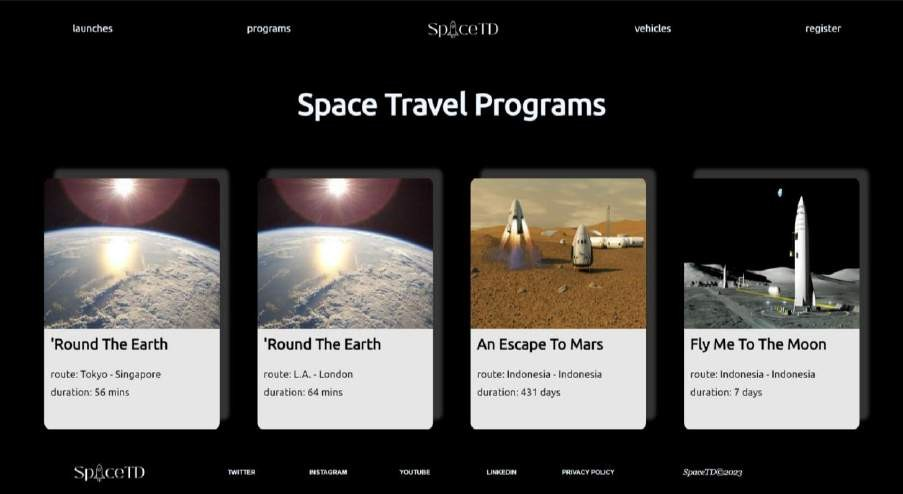 launches
programs
SpaceTD
vehicles
register
Space Travel Programs
'Round The Earth
route: Tokyo - Singapore
duration: 56 mins
'Round The Earth
route: L.A. - London
duration: 64 mins
An Escape To Mars
route: Indonesia - Indonesia
duration: 431 days
Fly Me To The Moon
route: Indonesia - Indonesia
duration: 7 days
SpaceTD
TWITTER
INSTAGRAM
YOUTUBE
LINKEDIN
PRIVACY POLICY
SpaceTD©2023